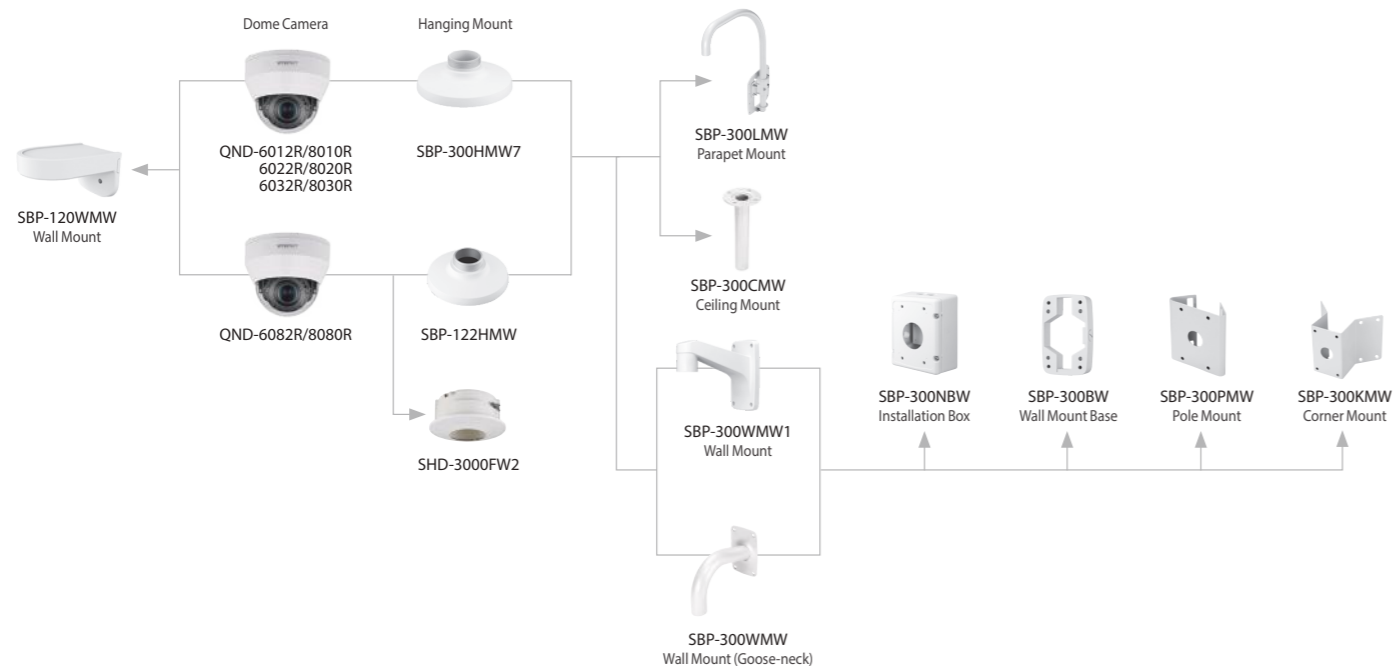 Dome Camera
Hanging Mount
QND-6012R/8010R
6022R/8020R
6032R/8030R
SBP-300HMW7
SBP-300LMW
Parapet Mount
SBP-120WMW
Wall Mount
QND-6082R/8080R
SBP-122HMW
SBP-300CMW
Ceiling Mount
SHD-3000FW2
SBP-300WMW1
Wall Mount
SBP-300NBW
Installation Box
SBP-300BW
Wall Mount Base
SBP-300PMW
Pole Mount
SBP-300KMW
Corner Mount
SBP-300WMW
Wall Mount (Goose-neck)